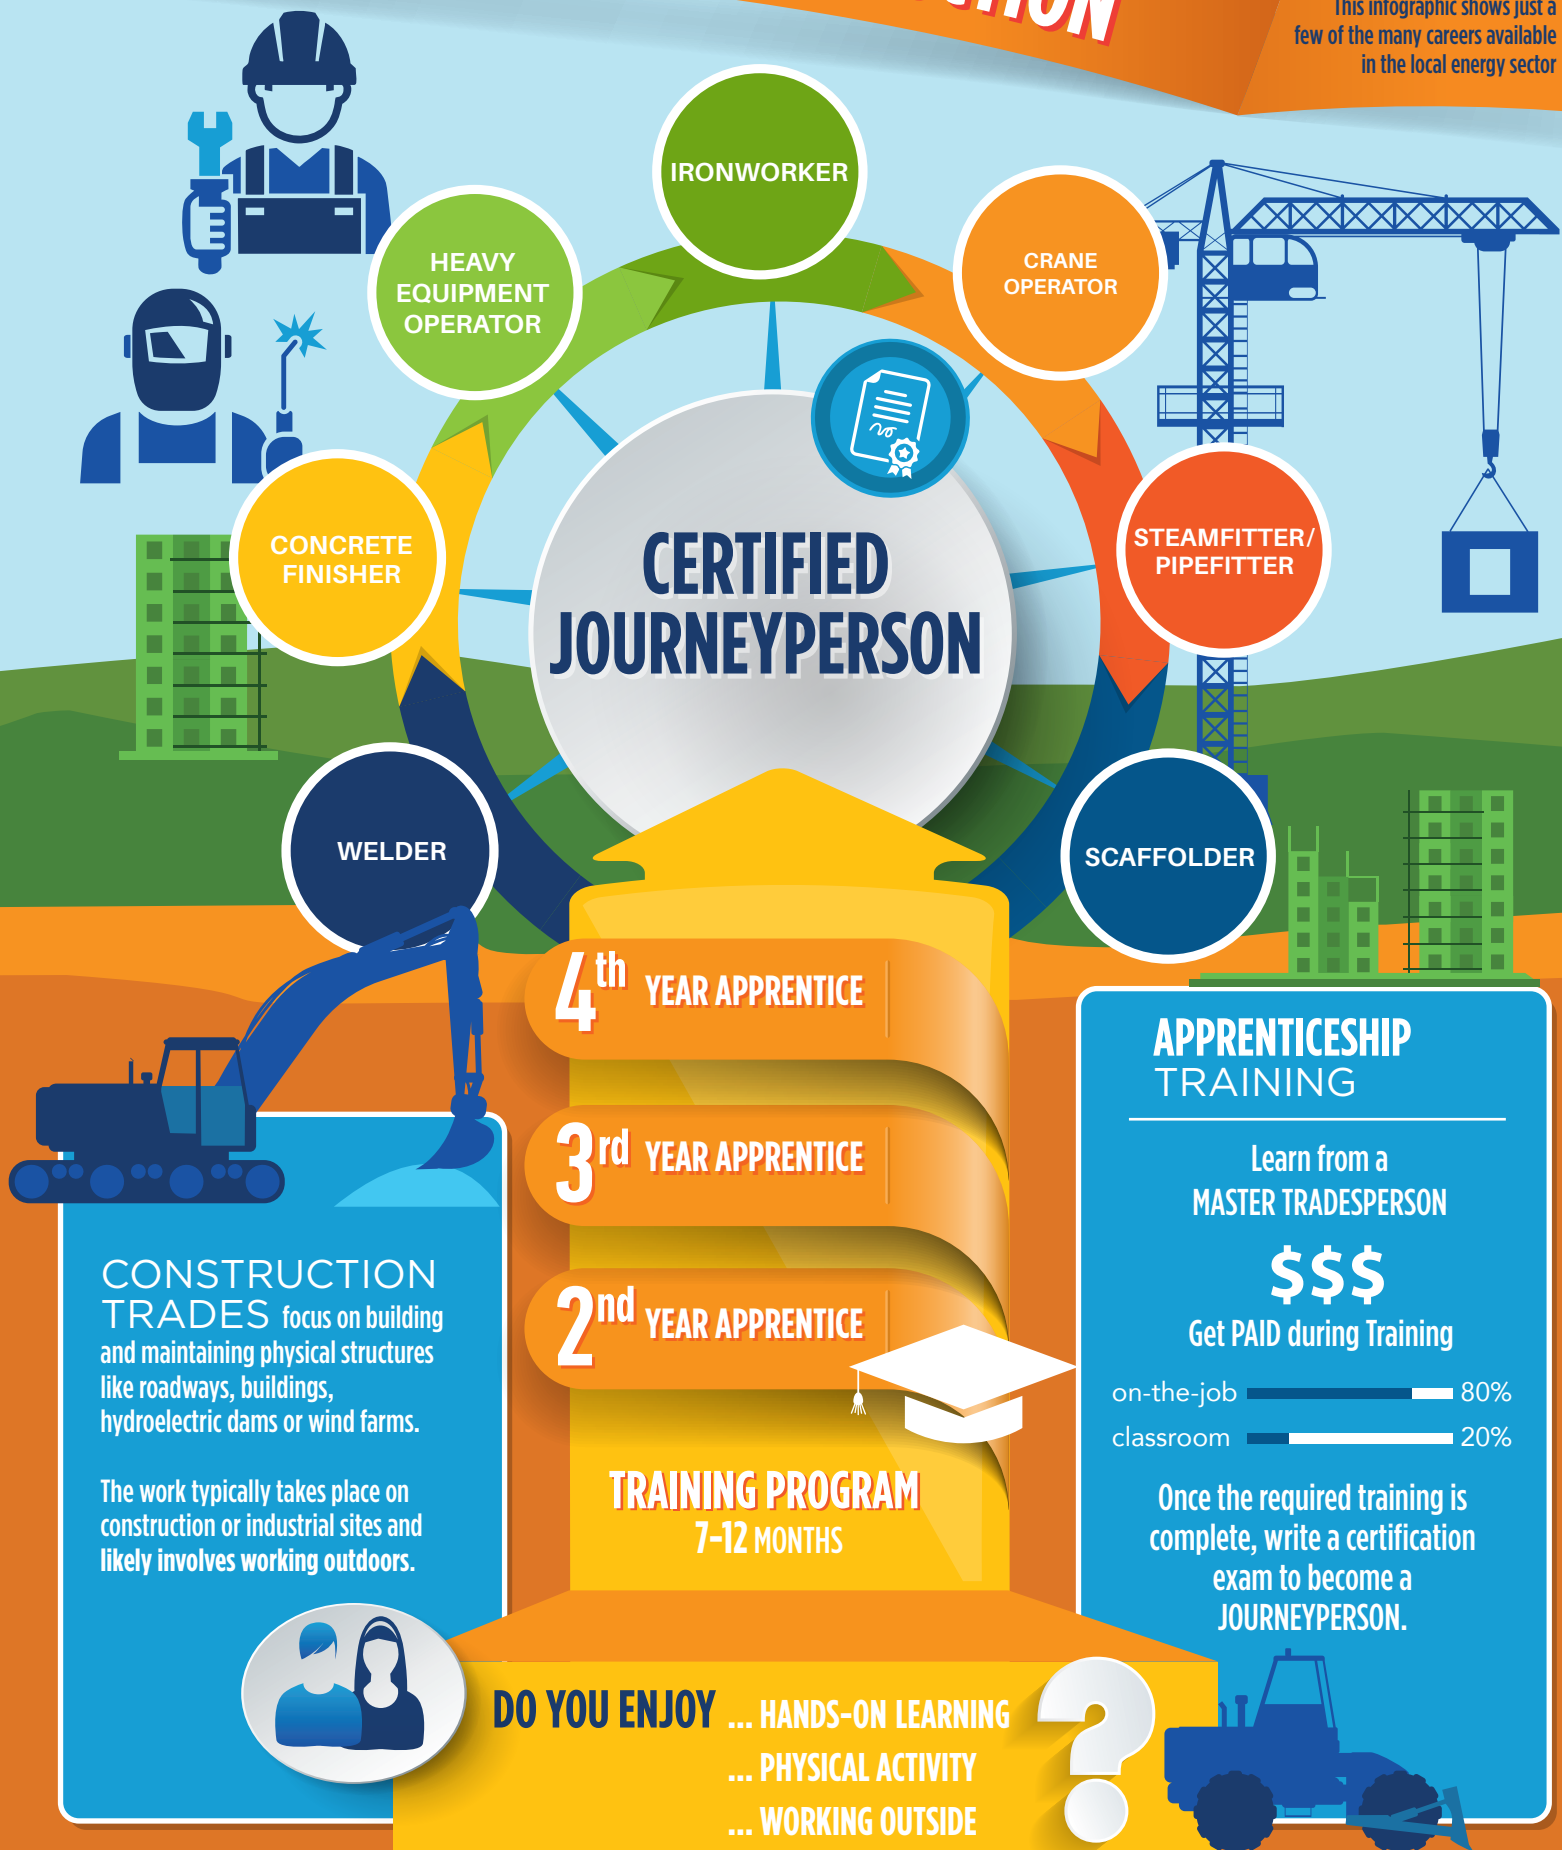 This infographic shows just a
few of the many careers available
in the local energy sector
IRONWORKER
HEAVY
EQUIPMENT
OPERATOR
CRANE
OPERATOR
CONCRETE
FINISHER
STEAMFITTER/
PIPEFITTER
CERTIFIED
JOURNEYPERSON
WELDER
SCAFFOLDER
4th YEAR APPRENTICE
3rd YEAR APPRENTICE
2nd YEAR APPRENTICE
TRAINING PROGRAM
7–12 MONTHS
CONSTRUCTION
TRADES focus on building
and maintaining physical structures
like roadways, buildings,
hydroelectric dams or wind farms.
The work typically takes place on
construction or industrial sites and
likely involves working outdoors.
APPRENTICESHIP
TRAINING
Learn from a
MASTER TRADESPERSON
$$$
Get PAID during Training
on-the-job 80%
classroom 20%
Once the required training is
complete, write a certification
exam to become a
JOURNEYPERSON.
DO YOU ENJOY ... HANDS-ON LEARNING
... PHYSICAL ACTIVITY
... WORKING OUTSIDE
?